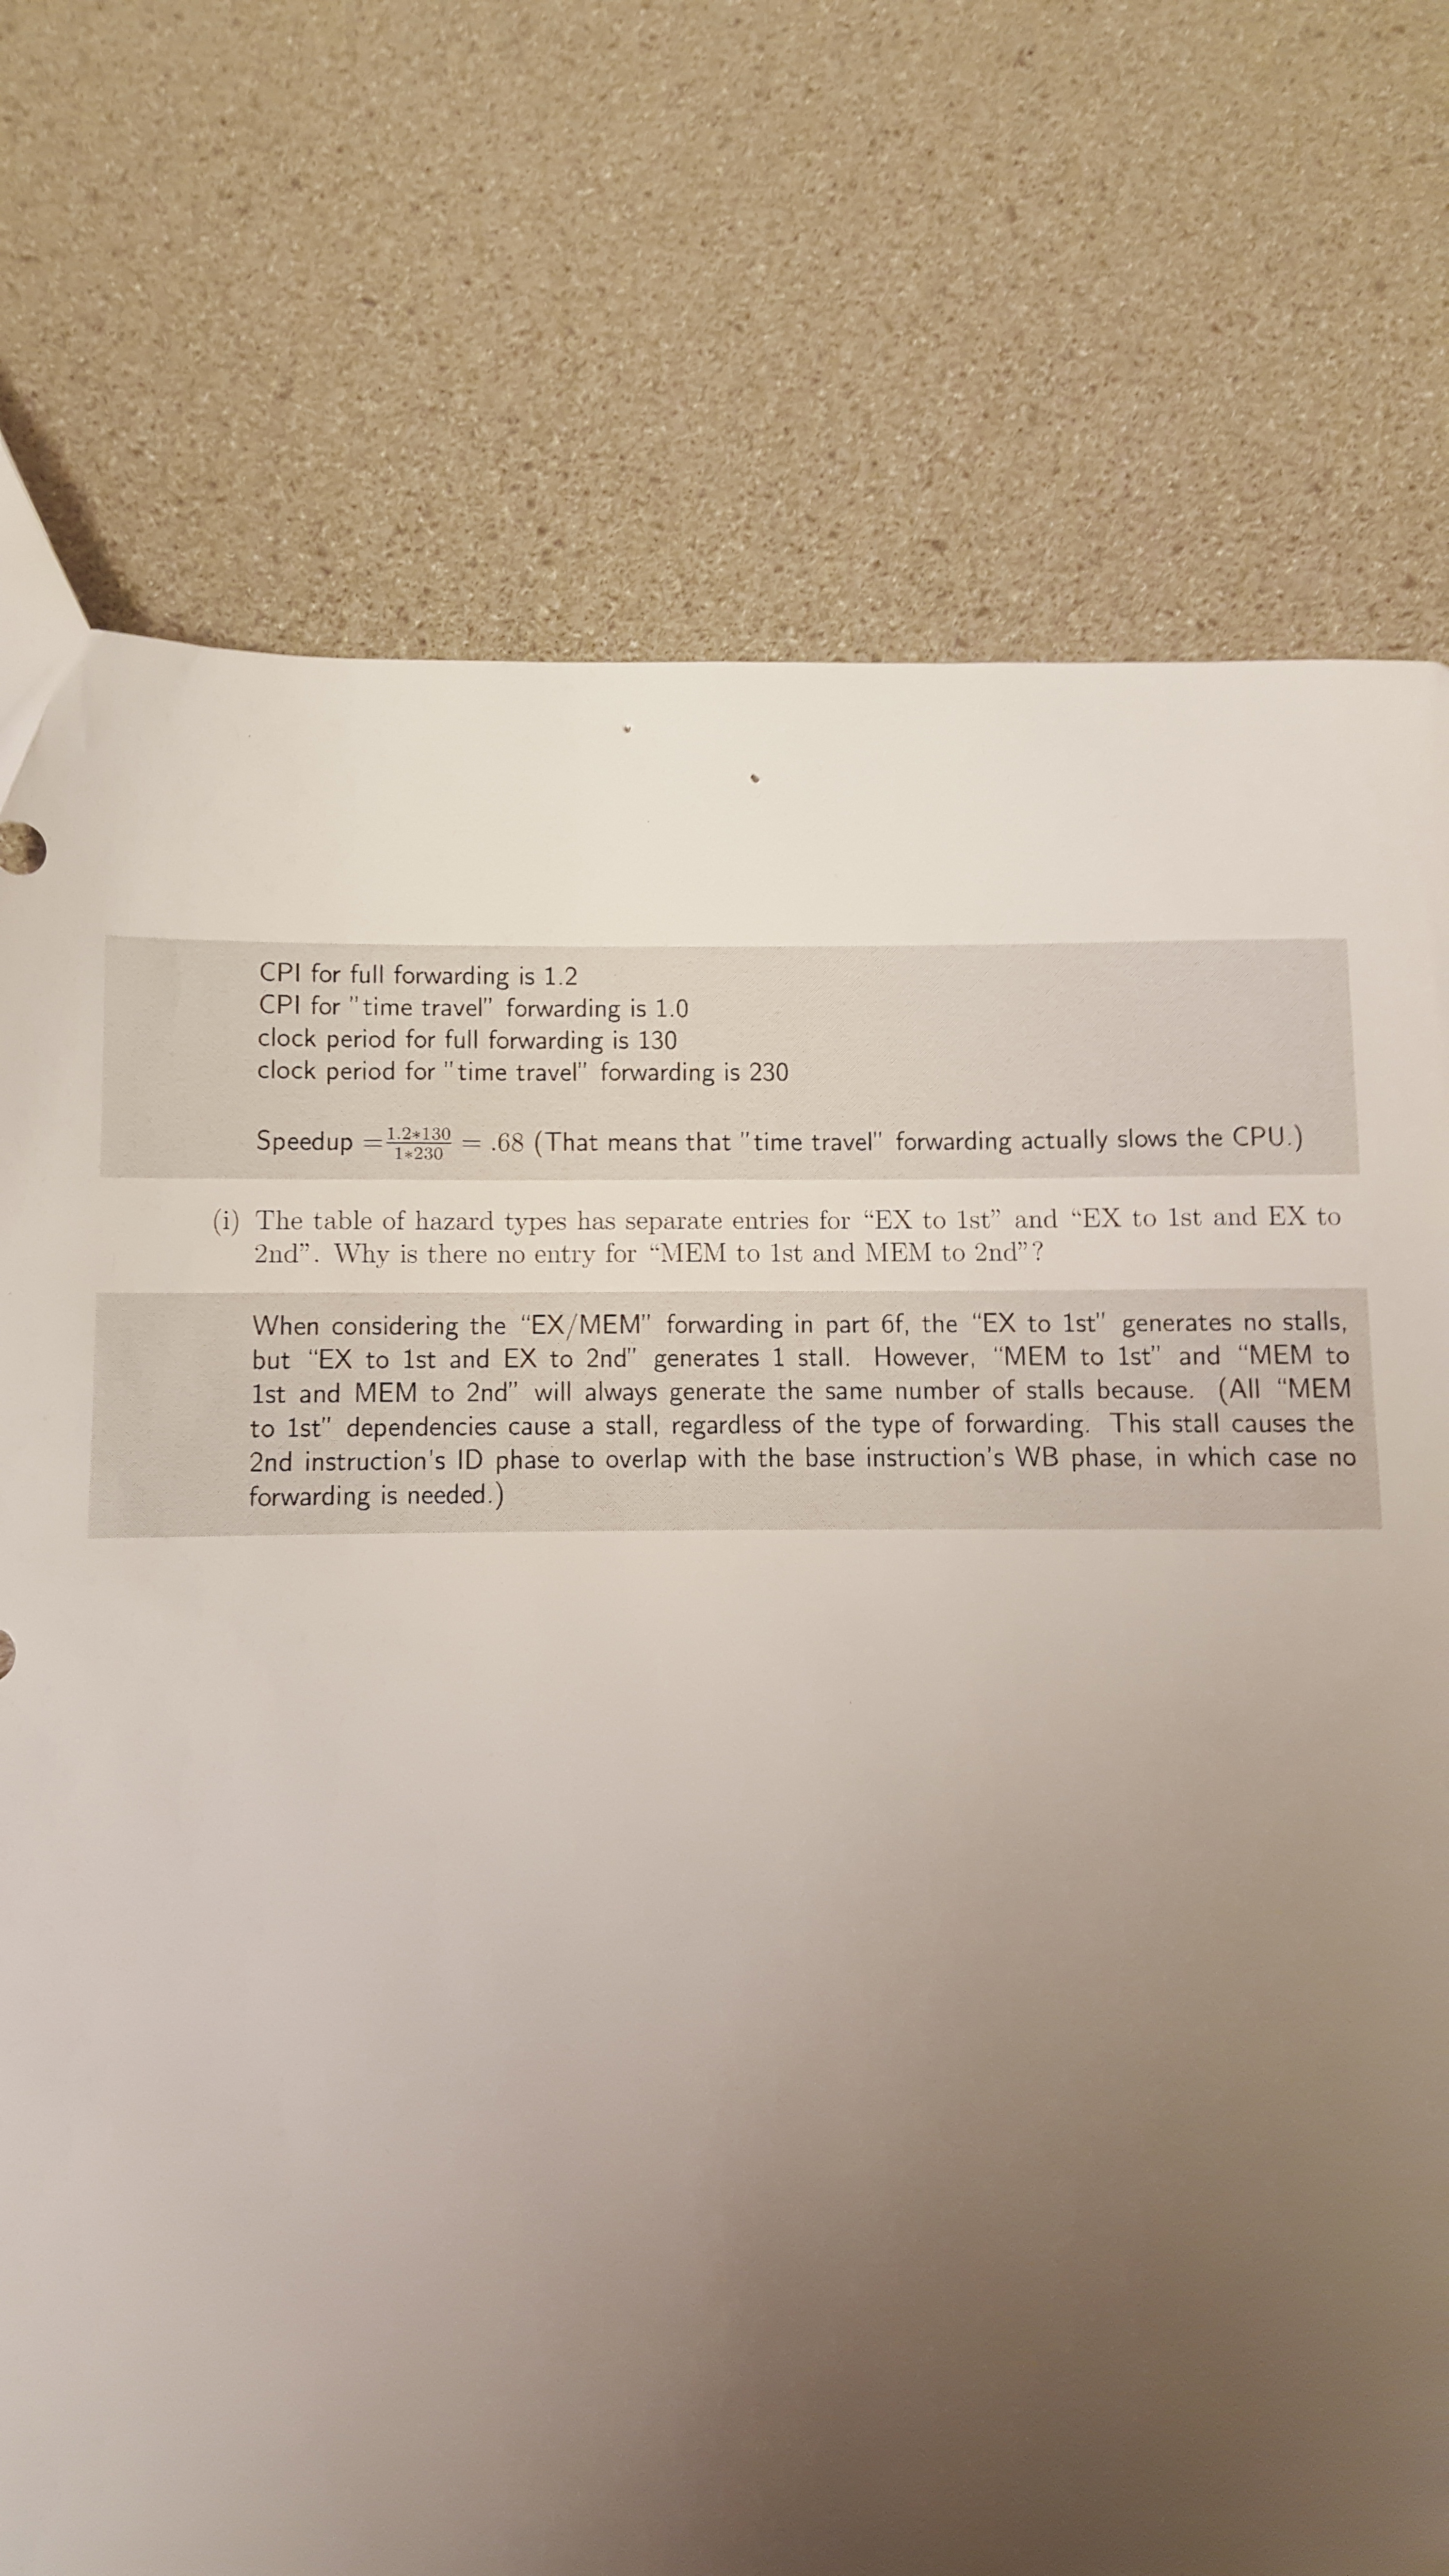 CPI for full forwarding is 1.2
CPI for "time travel" forwarding is 1.0
clock period for full forwarding is 130
clock period for "time travel" forwarding is 230
Speedup = 1.2*130 / 1*230 = .68 (That means that "time travel" forwarding actually slows the CPU.)
(i) The table of hazard types has separate entries for “EX to 1st” and “EX to 1st and EX to
2nd”. Why is there no entry for “MEM to 1st and MEM to 2nd”?
When considering the “EX/MEM” forwarding in part 6f, the “EX to 1st” generates no stalls,
but “EX to 1st and EX to 2nd” generates 1 stall. However, “MEM to 1st” and “MEM to
1st and MEM to 2nd” will always generate the same number of stalls because. (All “MEM
to 1st” dependencies cause a stall, regardless of the type of forwarding. This stall causes the
2nd instruction's ID phase to overlap with the base instruction's WB phase, in which case no
forwarding is needed.)